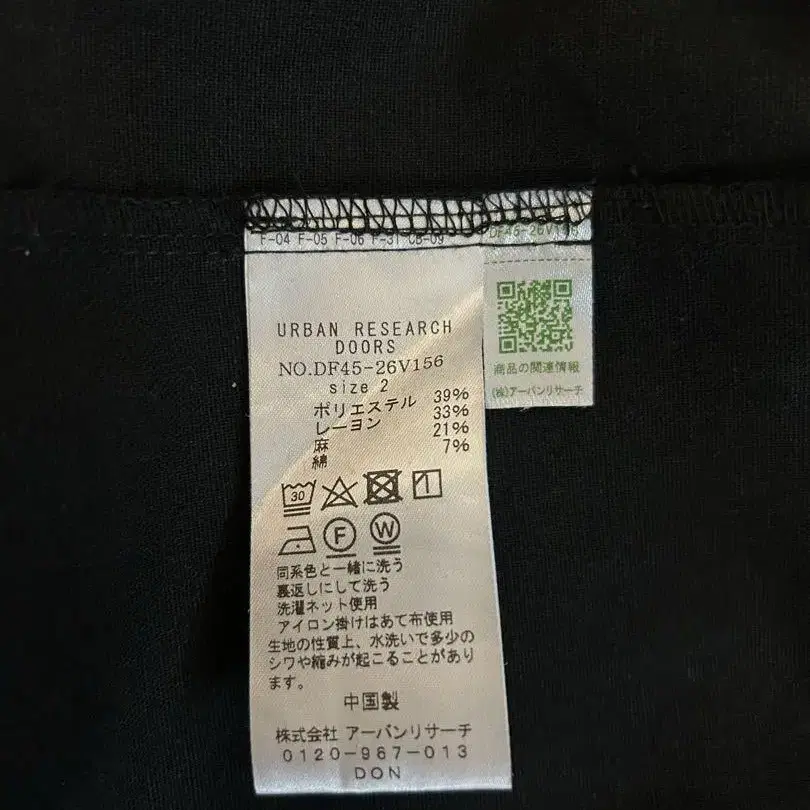 F-04 F-05 F-06 F-31 CB-09
URBAN RESEARCH
DOORS
NO.DF45-26V156
size 2
ポリエステル 39%
レーヨン 33%
麻 21%
綿 7%
30
F
W
同系色と一緒に洗う
裏返しにして洗う
洗濯ネット使用
アイロン掛けはあて布使用
生地の性質上、水洗いで多少の
シワや縮みが起こることがあり
ます。
中国製
株式会社 アーバンリサーチ
0120-967-013
DON
商品の関連情報
(株)アーバンリサーチ